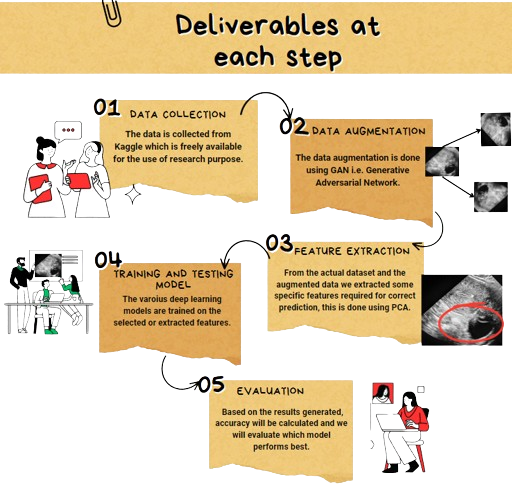 Deliverables at
each step
01 DATA COLLECTION
The data is collected from
Kaggle which is freely available
for the use of research purpose.
02 DATA AUGMENTATION
The data augmentation is done
using GAN i.e. Generative
Adversarial Network.
03 FEATURE EXTRACTION
From the actual dataset and the
augmented data we extracted some
specific features required for correct
prediction, this is done using PCA.
04
TRAINING AND TESTING
MODEL
The varoius deep learning
models are trained on the
selected or extracted features.
05 EVALUATION
Based on the results generated,
accuracy will be calculated and we
will evaluate which model
performs best.